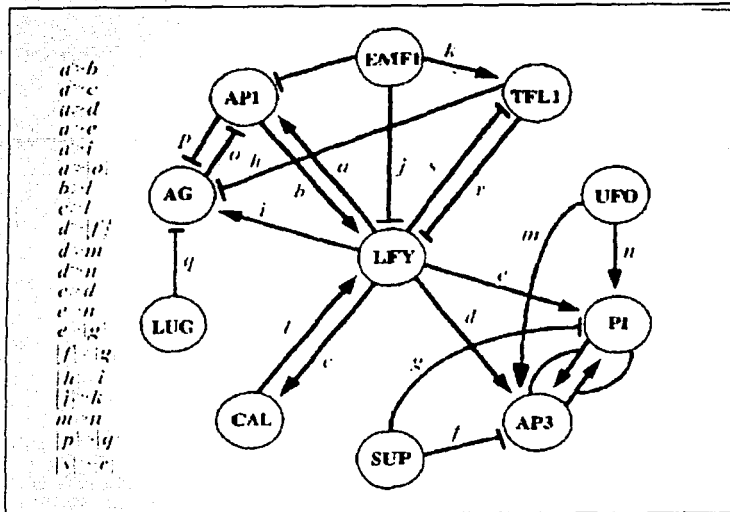 a > b
a > c
a > d
a > e
a > i
d > m
d > n
e > d
e > n
m > n
EMF1
k
AP1
TFL1
p
o
h
a
b
j
s
r
AG
i
UFO
m
n
LFY
q
e
LUG
d
PI
t
c
g
CAL
AP3
SUP
f